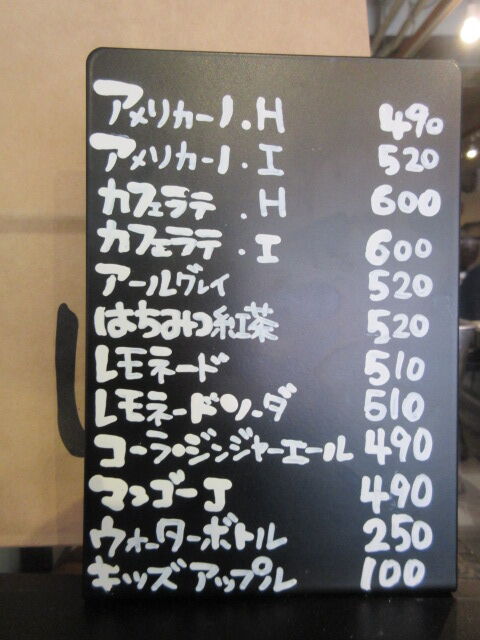 アメリカーノ.H 490
アメリカーノ.I 520
カフェラテ.H 600
カフェラテ.I 600
アールグレイ 520
はちみつ紅茶 520
レモネード 510
レモネードソーダ 510
コーラ・ジンジャーエール 490
マンゴーJ 490
ウォーターボトル 250
キッズアップル 100